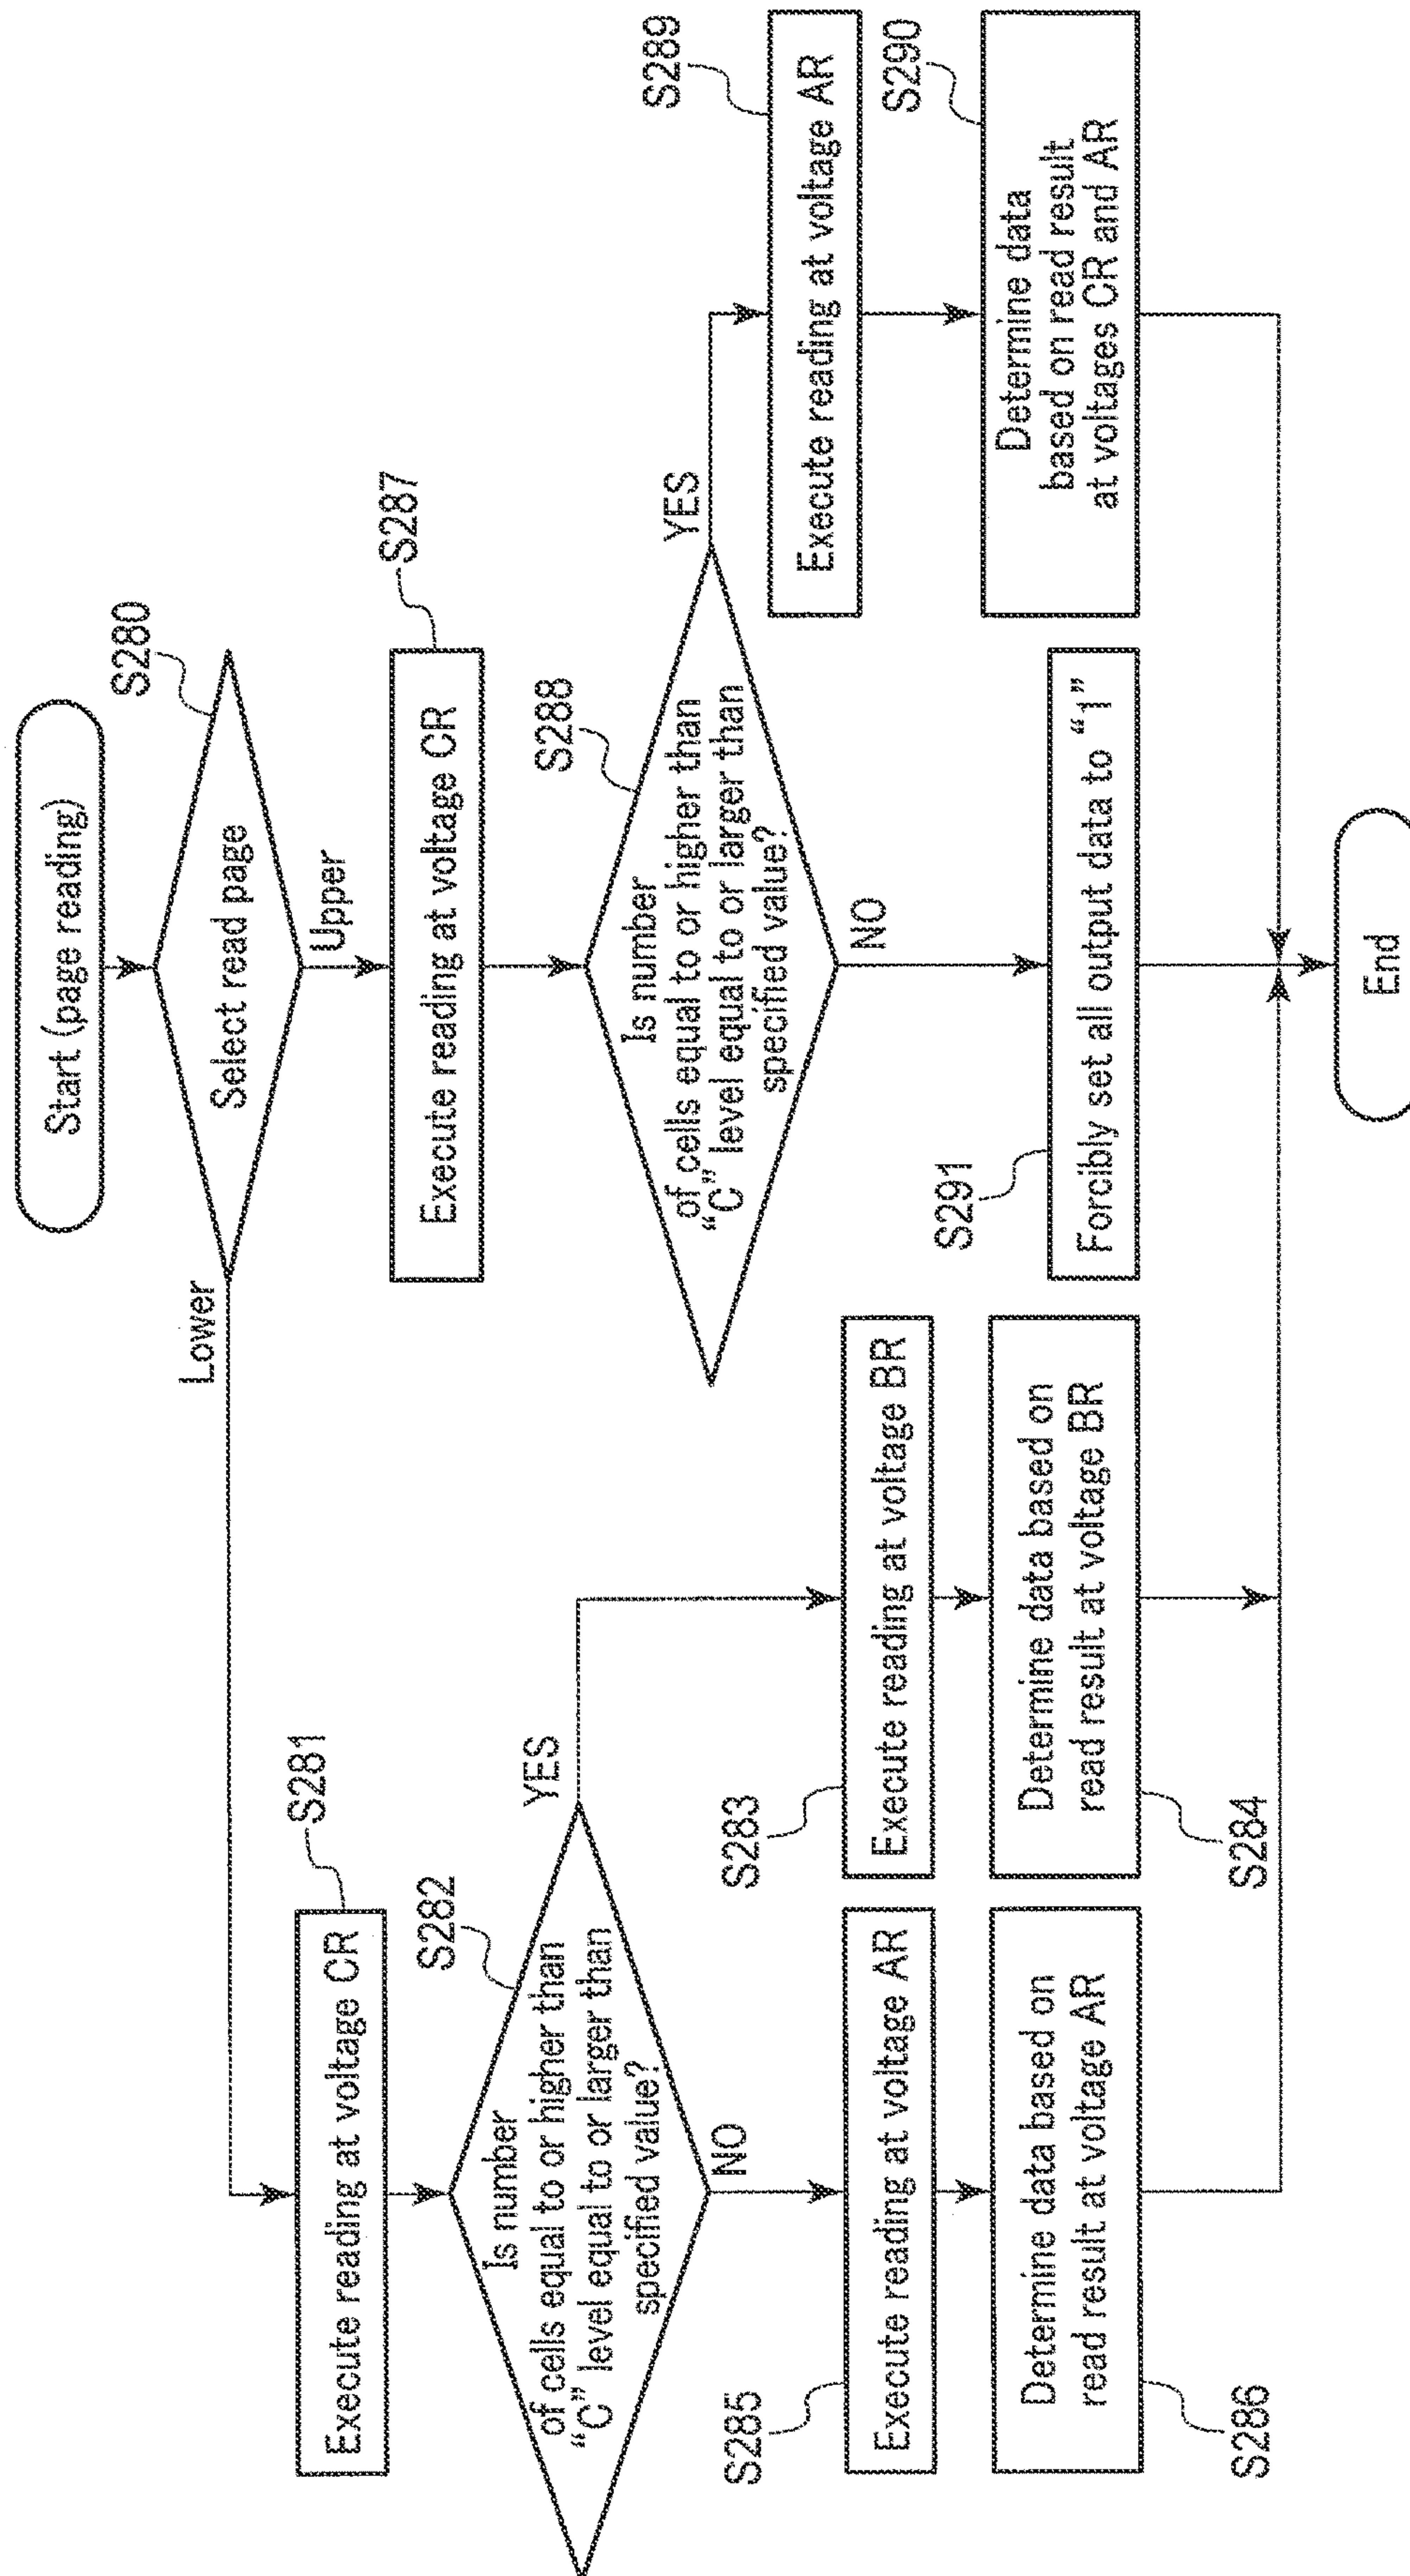 Start (page reading)
S280
Select read page
Lower
Upper
S281
Execute reading at voltage CR
S282
Is number
of cells equal to or higher than
“C” level equal to or larger than
specified value?
YES
NO
S283
Execute reading at voltage BR
S284
Determine data based on
read result at voltage BR
S285
Execute reading at voltage AR
S286
Determine data based on
read result at voltage AR
S287
Execute reading at voltage CR
S288
Is number
of cells equal to or higher than
“C” level equal to or larger than
specified value?
YES
NO
S289
Execute reading at voltage AR
S290
Determine data
based on read result
at voltages CR and AR
S291
Forcibly set all output data to “1”
End